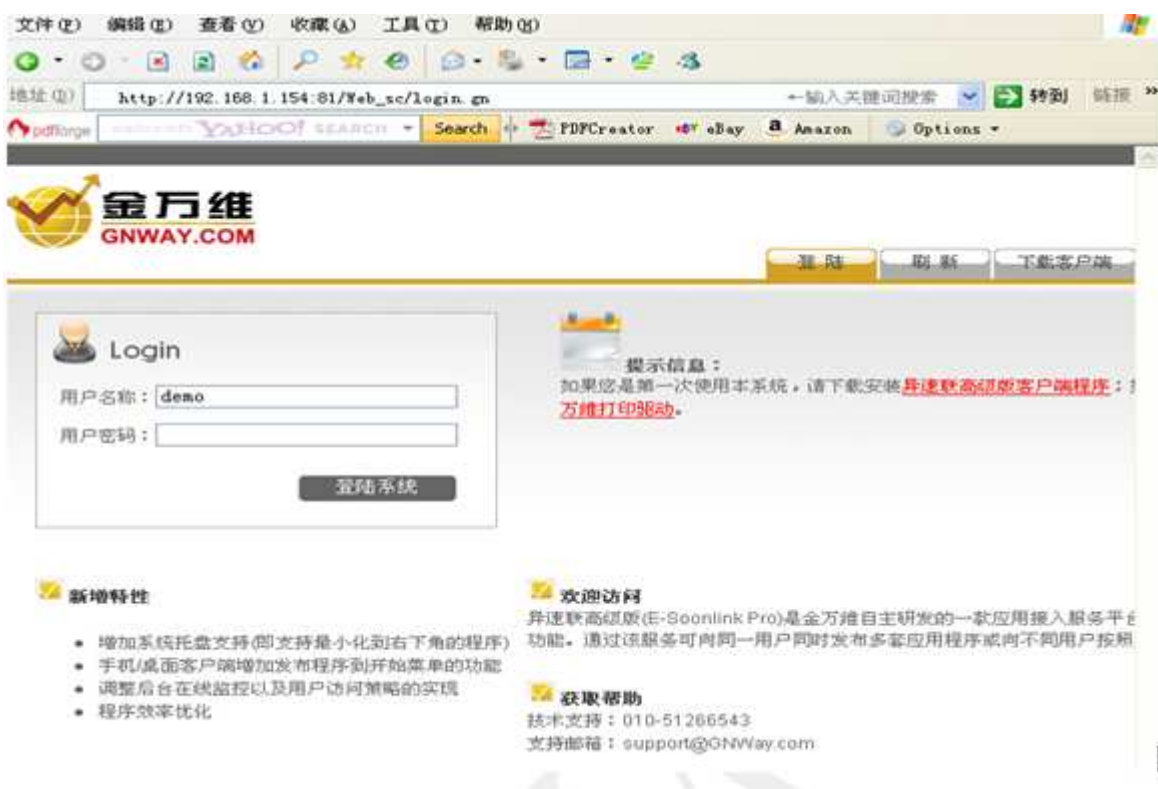 文件(F) 编辑(E) 查看(V) 收藏(A) 工具(T) 帮助(H)
地址(D) http://192.168.1.154:81/Web_sc/login.gn ←输入关键词搜索 转到 链接 »
pdfforge YAHOO! SEARCH Search PDFCreator eBay Amazon Options
金万维
GNWAY.COM
登 陆 刷 新 下载客户端
Login
用户名称：demo
用户密码：
登陆系统
提示信息：
如果您是第一次使用本系统，请下载安装异速联高级版客户端程序；
万维打印驱动。
新增特性
• 增加系统托盘支持(即支持最小化到右下角的程序)
• 手机/桌面客户端增加发布程序到开始菜单的功能
• 调整后台在线监控以及用户访问策略的实现
• 程序效率优化
欢迎访问
异速联高级版(E-Soonlink Pro)是金万维自主研发的一款应用接入服务平台
功能。通过该服务可向同一用户同时发布多套应用程序或向不同用户按照
获取帮助
技术支持：010-51266543
支持邮箱：support@GNWay.com